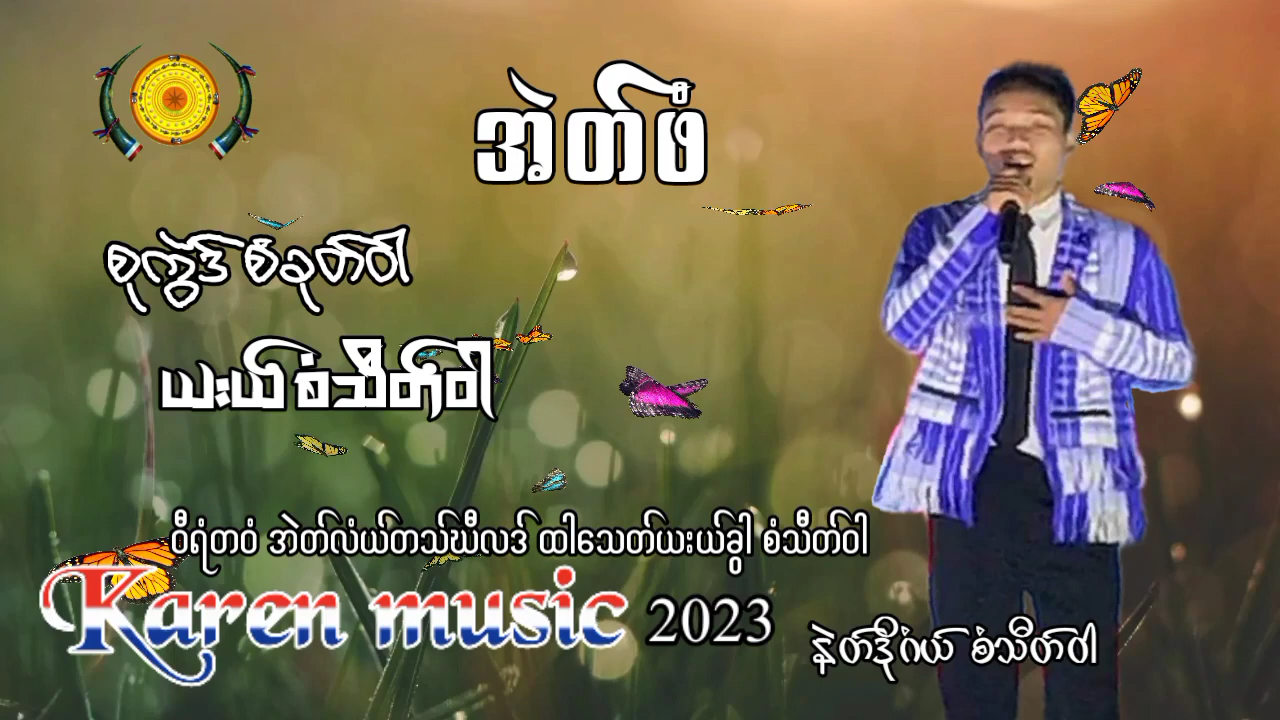 အဲတ်ဖံ
စုကွဲဒ် စံခုတ်ဝါ
ယးယ် စံသီတ်ဝါ
ဝီရံတဝံ အဲတ်လံယ်တသ်ဃီလဒ် ထါသေတ်ယးယ်ခွါ စံသီတ်ဝါ
Karen music 2023
နဲတ်ဒိုဂံယ် စံသီတ်ဝါ